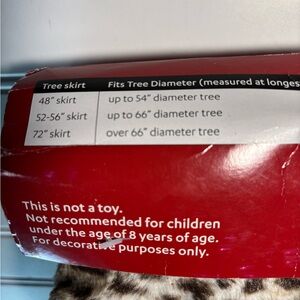 Tree skirt Fits Tree Diameter (measured at longes
48" skirt up to 54" diameter tree
52-56" skirt up to 66" diameter tree
72" skirt over 66" diameter tree
This is not a toy.
Not recommended for children
under the age of 8 years of age.
For decorative purposes only.